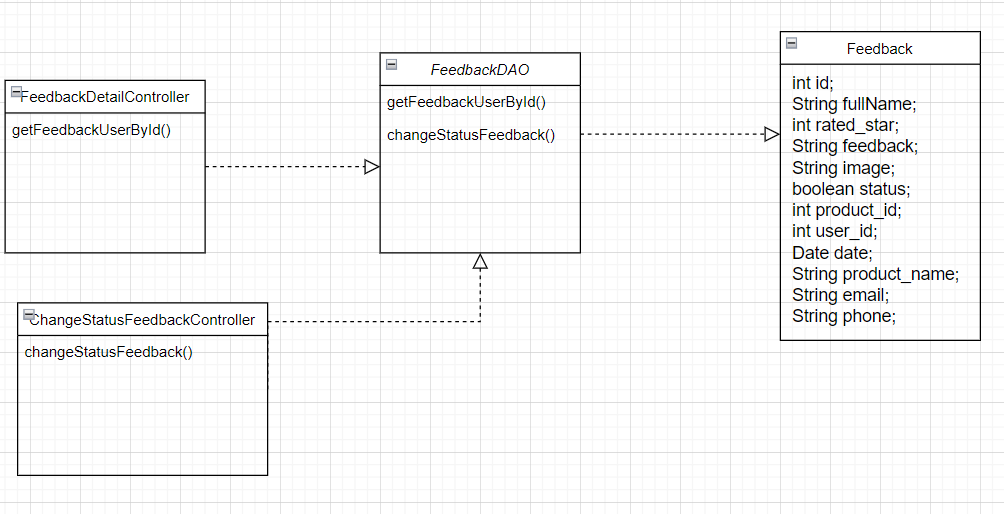 FeedbackDetailController
getFeedbackUserById()
FeedbackDAO
getFeedbackUserById()
changeStatusFeedback()
Feedback
int id;
String fullName;
int rated_star;
String feedback;
String image;
boolean status;
int product_id;
int user_id;
Date date;
String product_name;
String email;
String phone;
ChangeStatusFeedbackController
changeStatusFeedback()